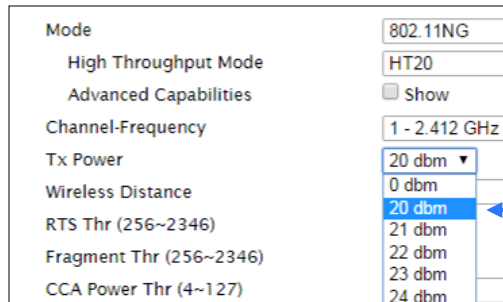 Mode 802.11NG
High Throughput Mode HT20
Advanced Capabilities Show
Channel-Frequency 1 - 2.412 GHz
Tx Power 20 dbm
0 dbm
Wireless Distance
20 dbm
RTS Thr (256~2346)
21 dbm
22 dbm
Fragment Thr (256~2346)
23 dbm
CCA Power Thr (4~127)
24 dbm